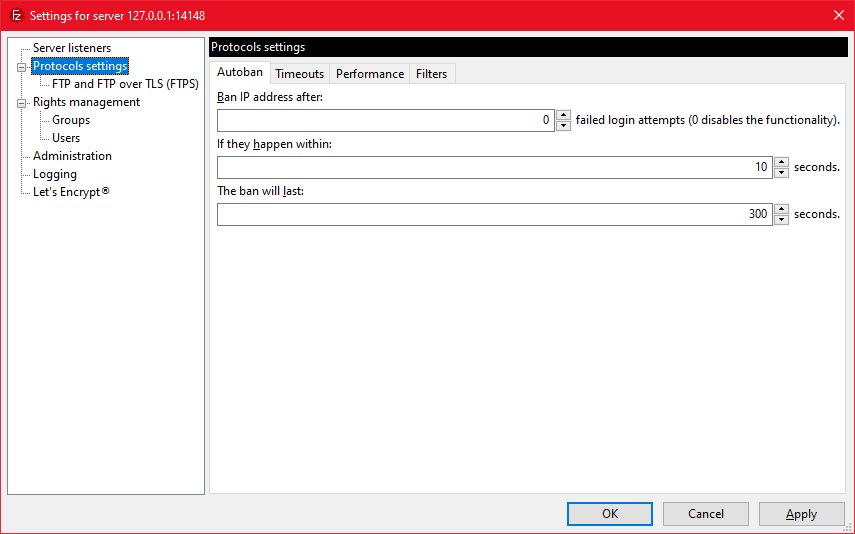 Settings for server 127.0.0.1:14148
Server listeners
Protocols settings
FTP and FTP over TLS (FTPS)
Rights management
Groups
Users
Administration
Logging
Let's Encrypt®
Protocols settings
Autoban Timeouts Performance Filters
Ban IP address after:
0 failed login attempts (0 disables the functionality).
If they happen within:
10 seconds.
The ban will last:
300 seconds.
OK Cancel Apply